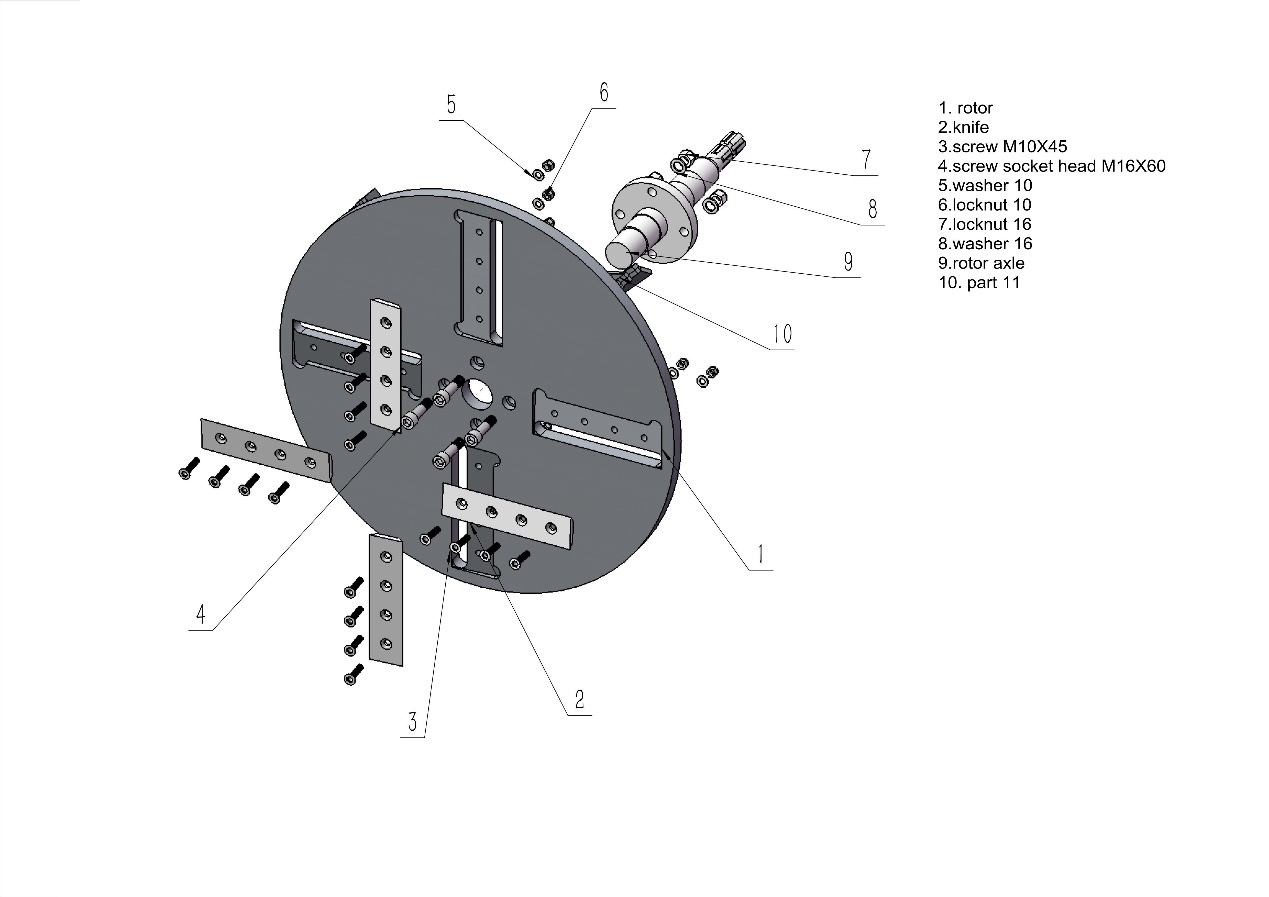 5
6
7
8
9
10
1
4
2
3
1. rotor
2.knife
3.screw M10X45
4.screw socket head M16X60
5.washer 10
6.locknut 10
7.locknut 16
8.washer 16
9.rotor axle
10. part 11